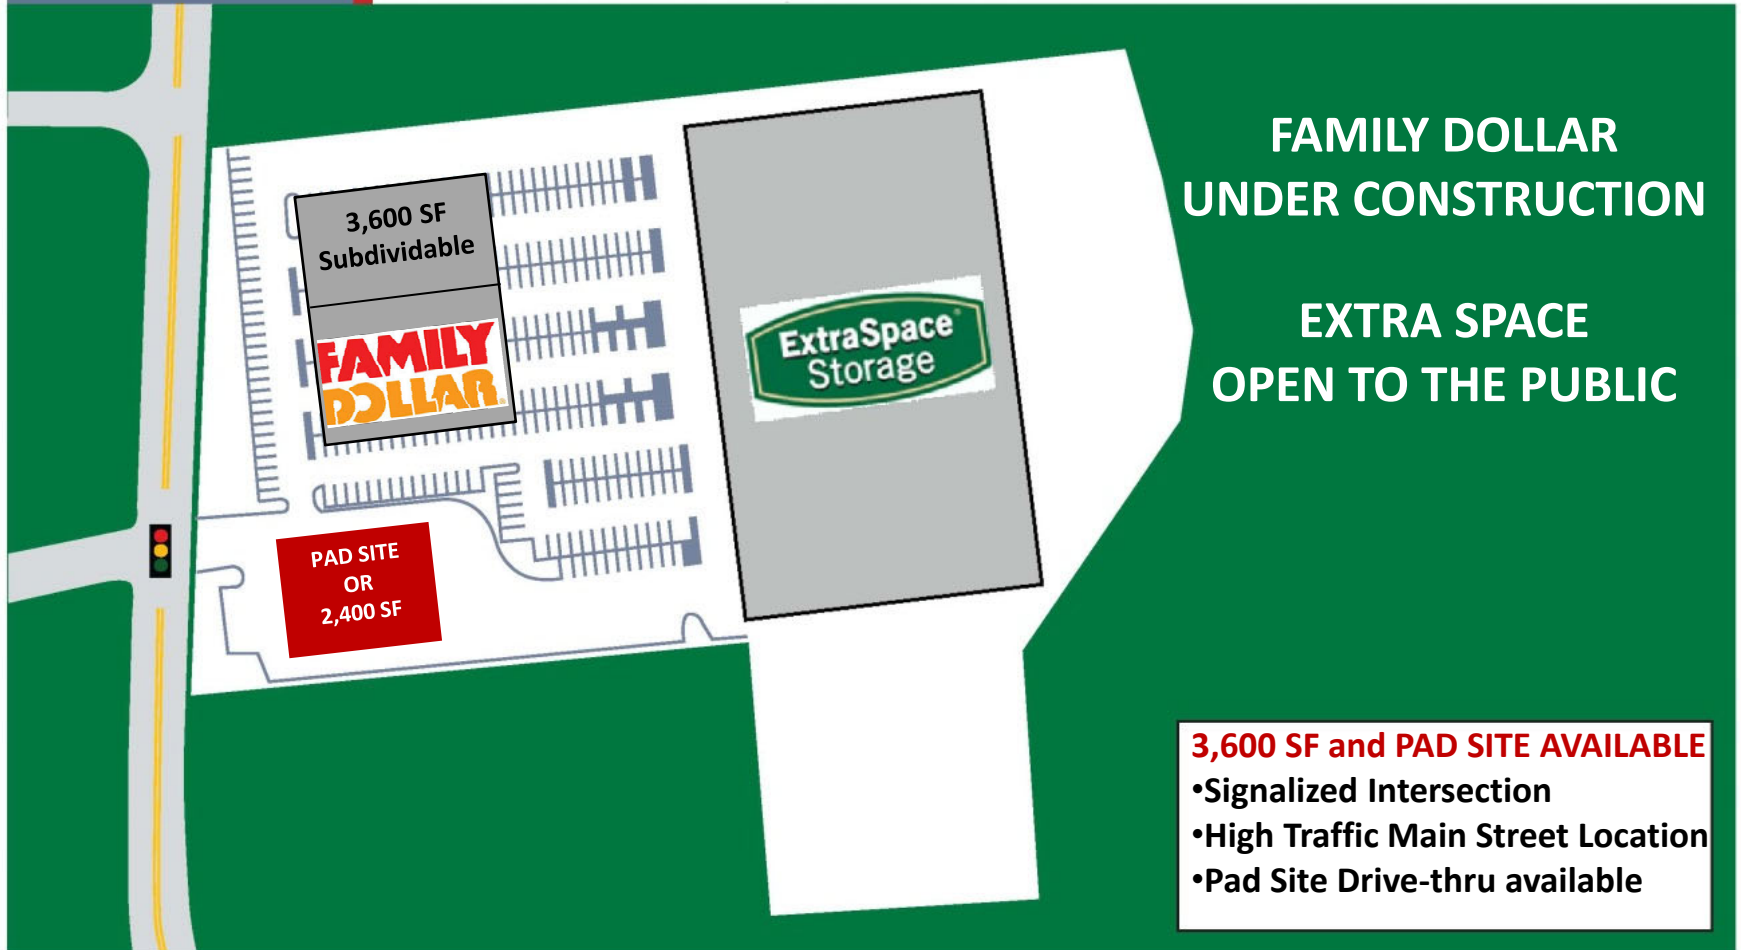 FAMILY DOLLAR
UNDER CONSTRUCTION
EXTRA SPACE
OPEN TO THE PUBLIC
3,600 SF
Subdividable
FAMILY
DOLLAR
ExtraSpace
Storage
PAD SITE
OR
2,400 SF
3,600 SF and PAD SITE AVAILABLE
•Signalized Intersection
•High Traffic Main Street Location
•Pad Site Drive-thru available